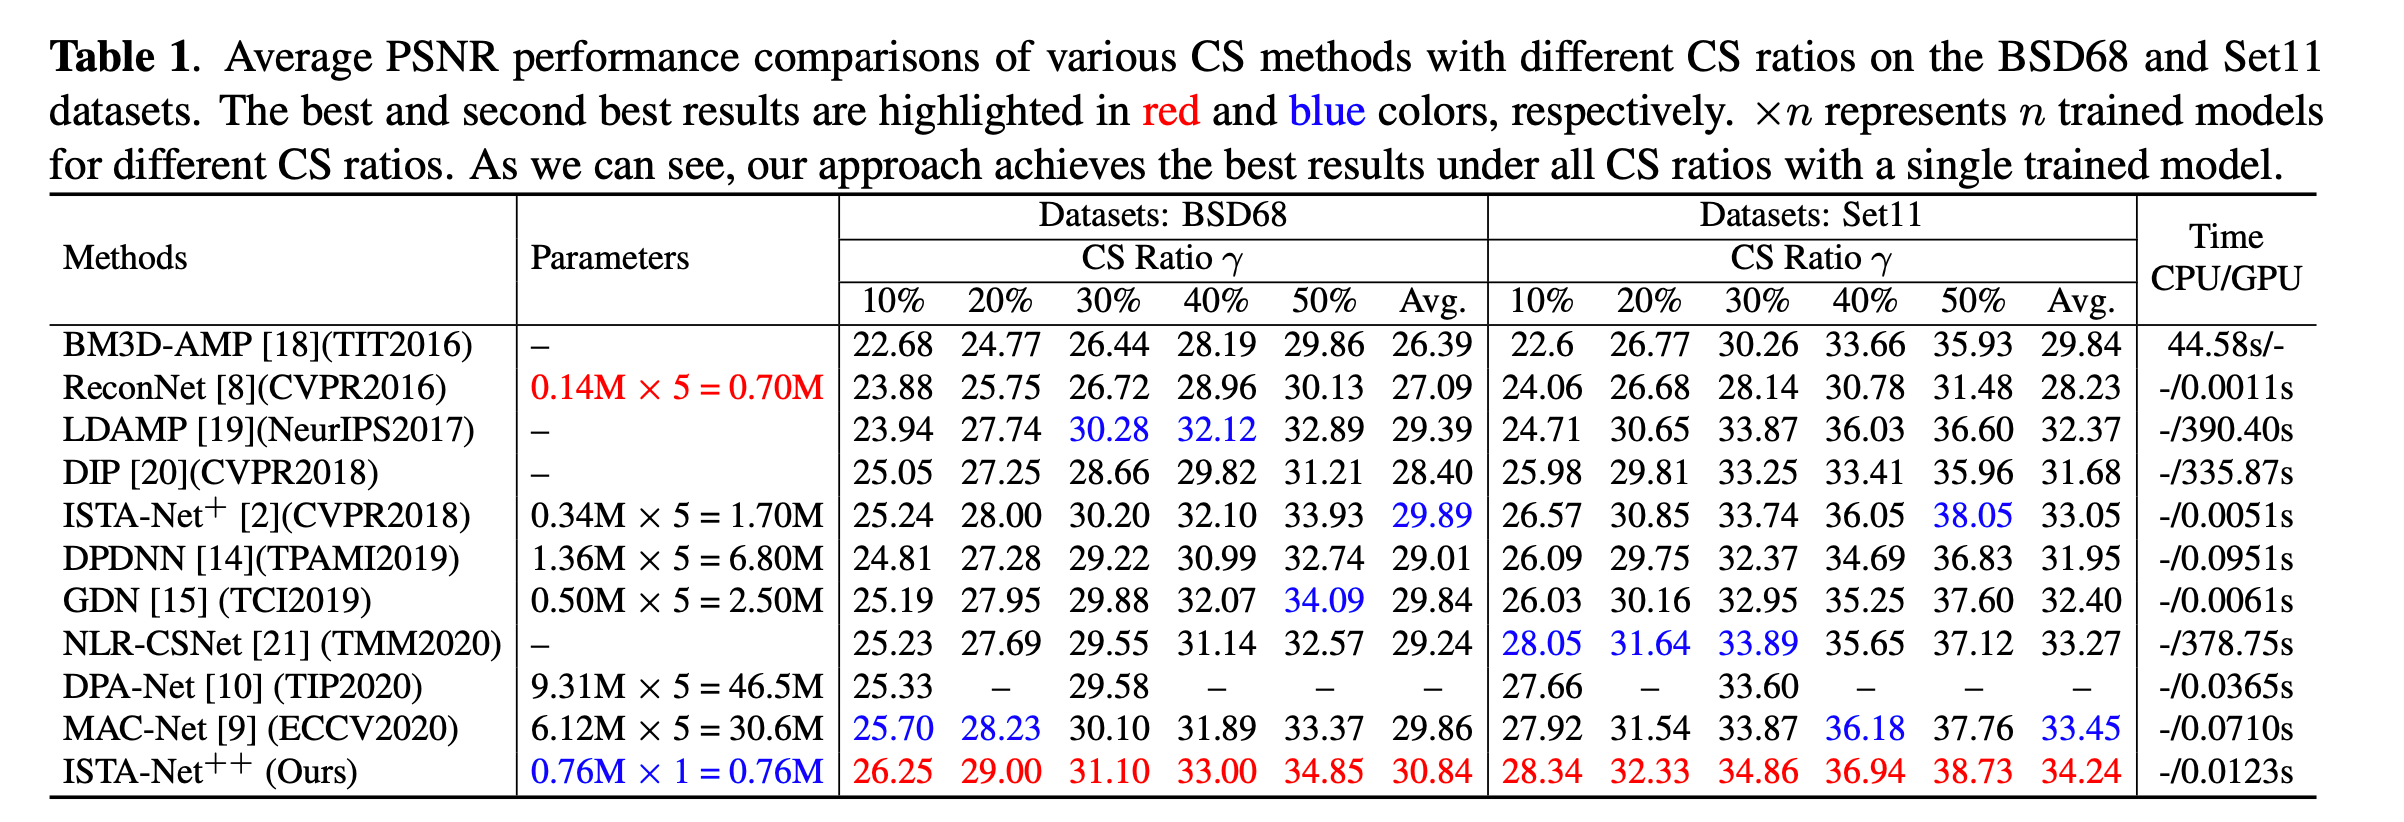 Table 1. Average PSNR performance comparisons of various CS methods with different CS ratios on the BSD68 and Set11
datasets. The best and second best results are highlighted in red and blue colors, respectively. ×n represents n trained models
for different CS ratios. As we can see, our approach achieves the best results under all CS ratios with a single trained model.
Methods Parameters Datasets: BSD68 Datasets: Set11 Time CPU/GPU
CS Ratio γ CS Ratio γ
10% 20% 30% 40% 50% Avg. 10% 20% 30% 40% 50% Avg.
BM3D-AMP [18](TIT2016) – 22.68 24.77 26.44 28.19 29.86 26.39 22.6 26.77 30.26 33.66 35.93 29.84 44.58s/-
ReconNet [8](CVPR2016) 0.14M × 5 = 0.70M 23.88 25.75 26.72 28.96 30.13 27.09 24.06 26.68 28.14 30.78 31.48 28.23 -/0.0011s
LDAMP [19](NeurIPS2017) – 23.94 27.74 30.28 32.12 32.89 29.39 24.71 30.65 33.87 36.03 36.60 32.37 -/390.40s
DIP [20](CVPR2018) – 25.05 27.25 28.66 29.82 31.21 28.40 25.98 29.81 33.25 33.41 35.96 31.68 -/335.87s
ISTA-Net⁺ [2](CVPR2018) 0.34M × 5 = 1.70M 25.24 28.00 30.20 32.10 33.93 29.89 26.57 30.85 33.74 36.05 38.05 33.05 -/0.0051s
DPDNN [14](TPAMI2019) 1.36M × 5 = 6.80M 24.81 27.28 29.22 30.99 32.74 29.01 26.09 29.75 32.37 34.69 36.83 31.95 -/0.0951s
GDN [15] (TCI2019) 0.50M × 5 = 2.50M 25.19 27.95 29.88 32.07 34.09 29.84 26.03 30.16 32.95 35.25 37.60 32.40 -/0.0061s
NLR-CSNet [21] (TMM2020) – 25.23 27.69 29.55 31.14 32.57 29.24 28.05 31.64 33.89 35.65 37.12 33.27 -/378.75s
DPA-Net [10] (TIP2020) 9.31M × 5 = 46.5M 25.33 – 29.58 – – – 27.66 – 33.60 – – – -/0.0365s
MAC-Net [9] (ECCV2020) 6.12M × 5 = 30.6M 25.70 28.23 30.10 31.89 33.37 29.86 27.92 31.54 33.87 36.18 37.76 33.45 -/0.0710s
ISTA-Net⁺⁺ (Ours) 0.76M × 1 = 0.76M 26.25 29.00 31.10 33.00 34.85 30.84 28.34 32.33 34.86 36.94 38.73 34.24 -/0.0123s